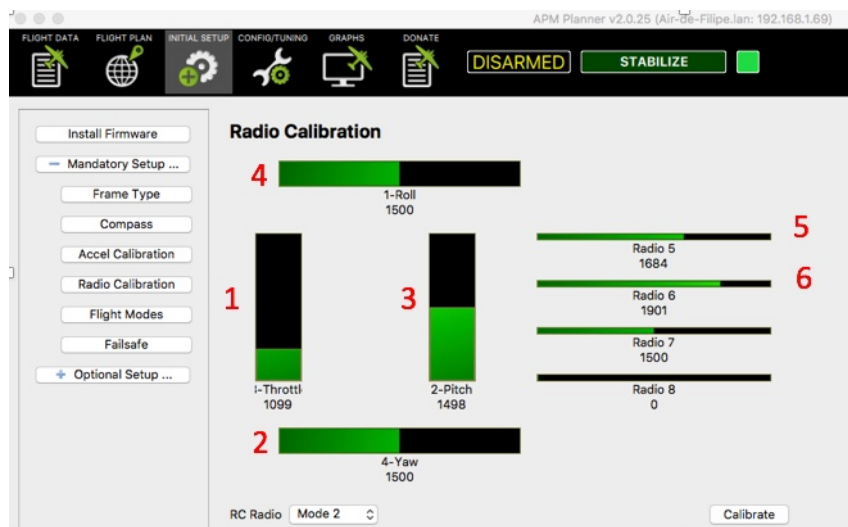 APM Planner v2.0.25 (Air-de-Filipe.lan: 192.168.1.69)
FLIGHT DATA FLIGHT PLAN INITIAL SETUP CONFIG/TUNING GRAPHS DONATE
DISARMED STABILIZE
Install Firmware
Mandatory Setup ...
Frame Type
Compass
Accel Calibration
Radio Calibration
Flight Modes
Failsafe
Optional Setup ...
Radio Calibration
4
1-Roll
1500
1
3-Throttl
1099
3
2-Pitch
1498
5
Radio 5
1684
6
Radio 6
1901
Radio 7
1500
Radio 8
0
2
4-Yaw
1500
RC Radio Mode 2
Calibrate